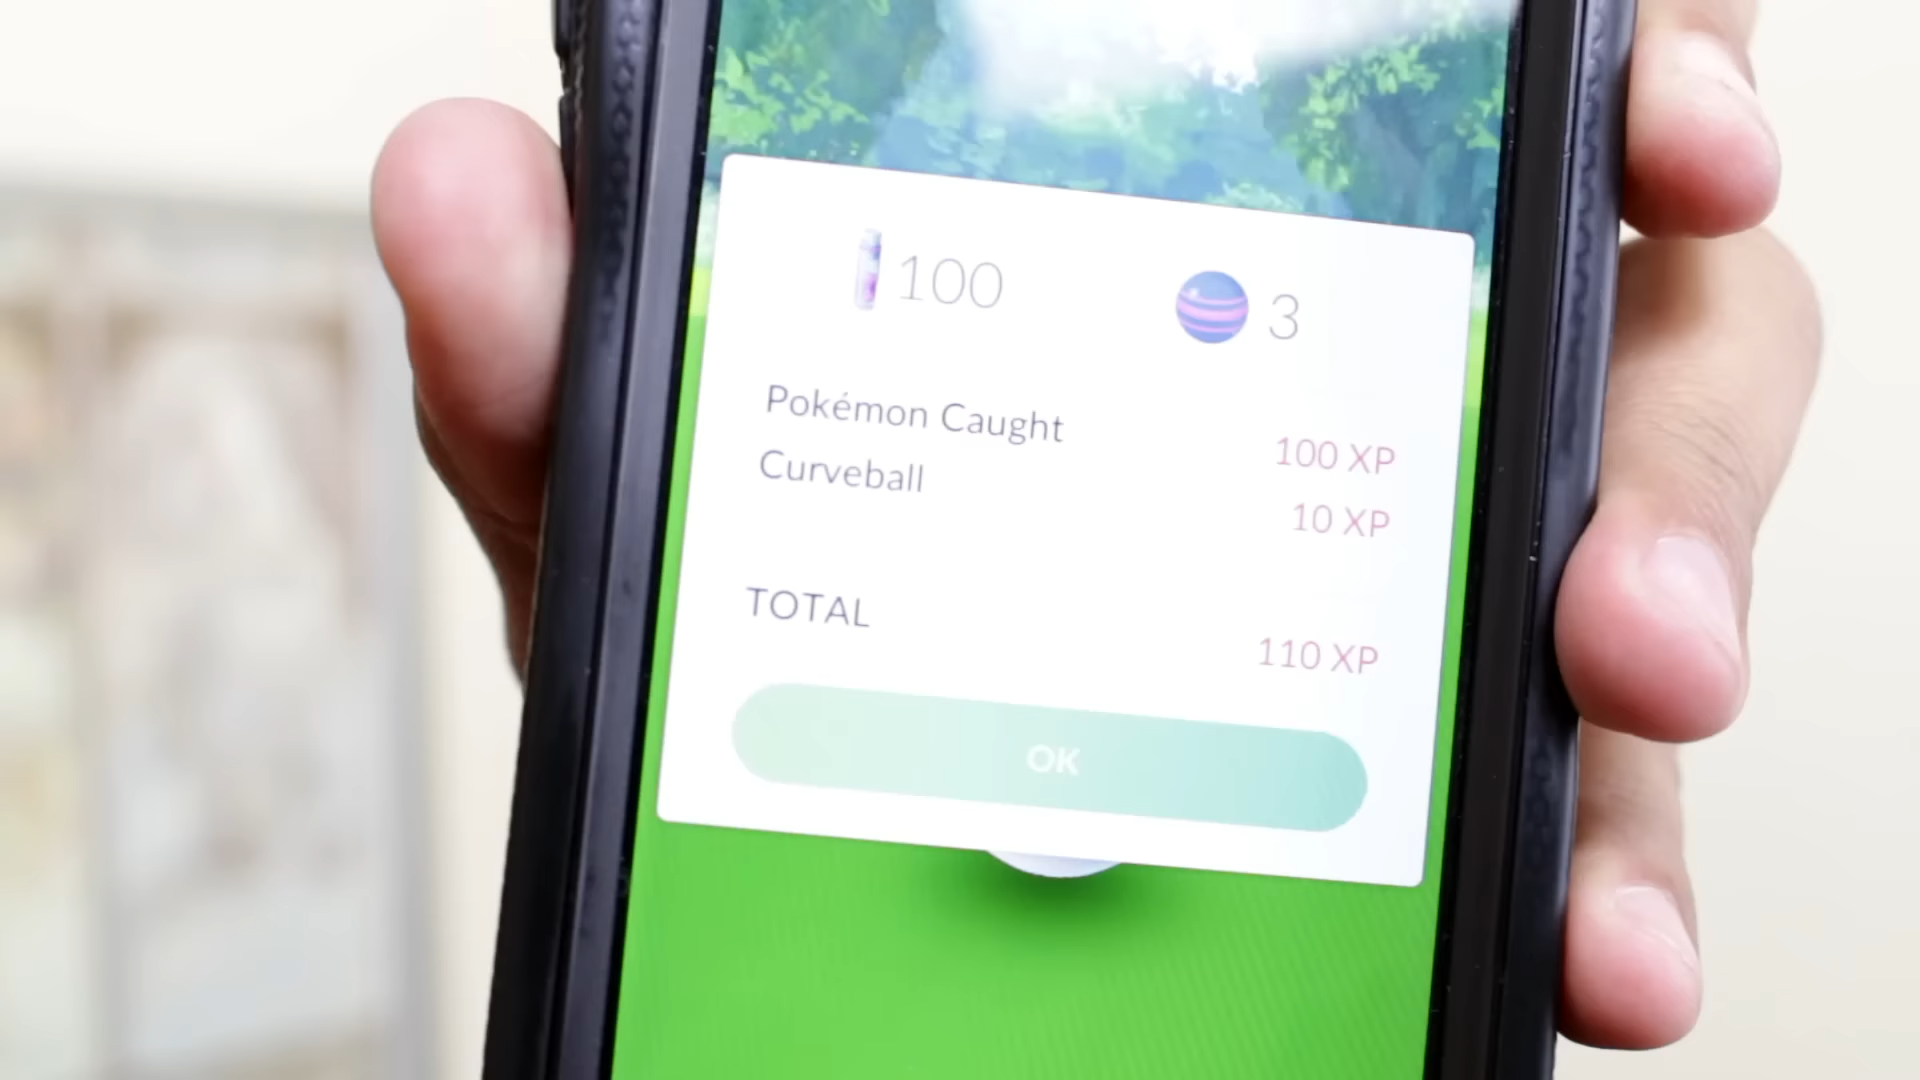 100 3
Pokémon Caught 100 XP
Curveball 10 XP
TOTAL 110 XP
OK